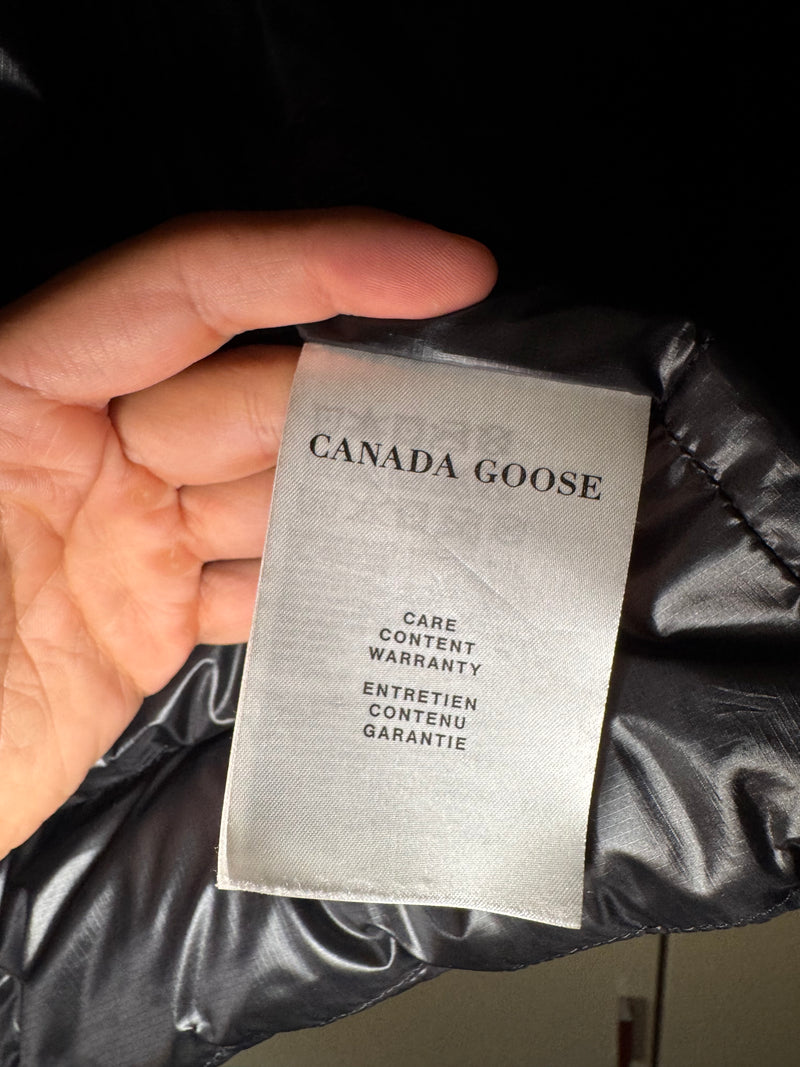 CANADA GOOSE
CARE
CONTENT
WARRANTY
ENTRETIEN
CONTENU
GARANTIE